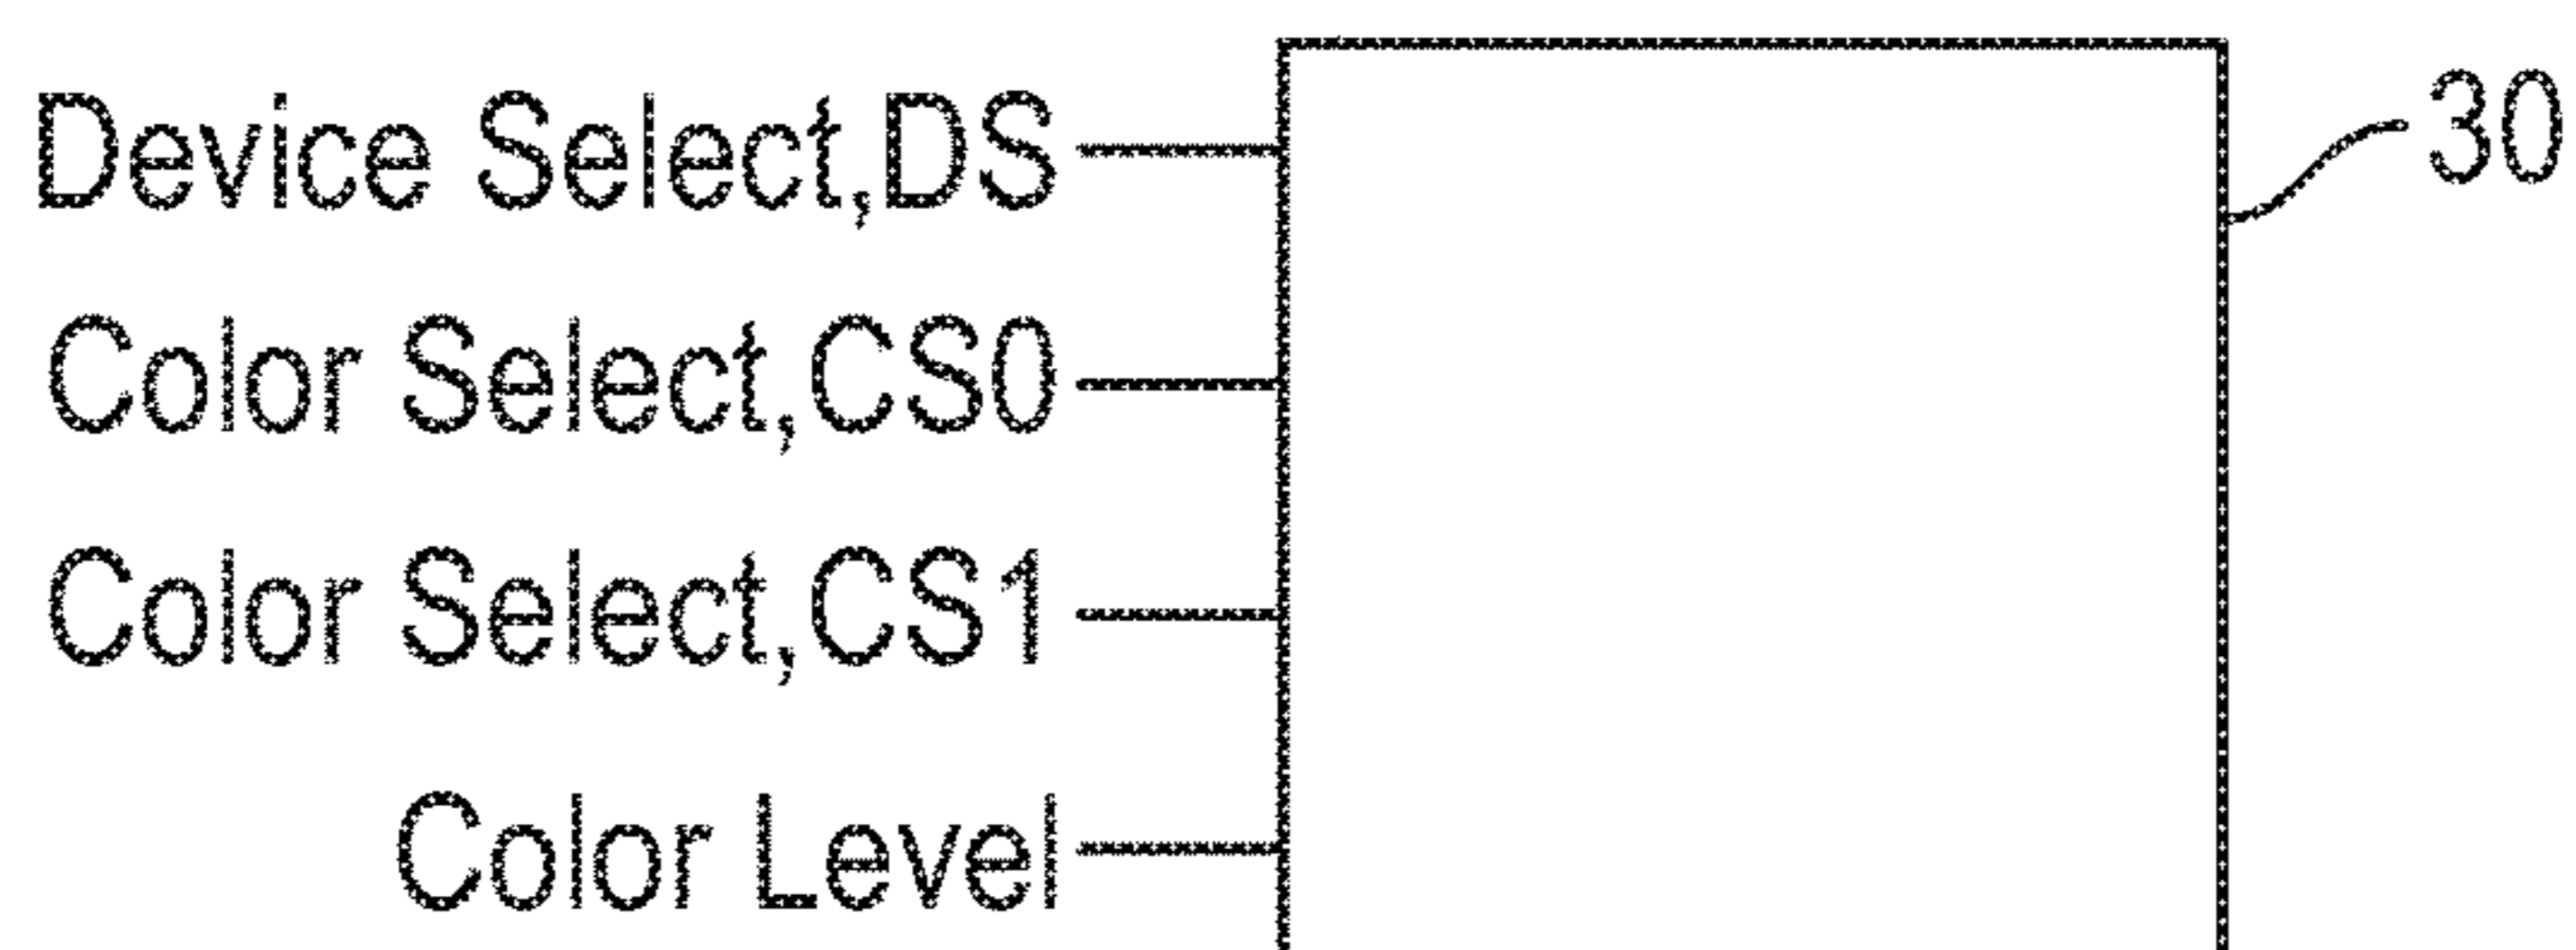 Device Select,DS
30
Color Select,CS0
Color Select,CS1
Color Level